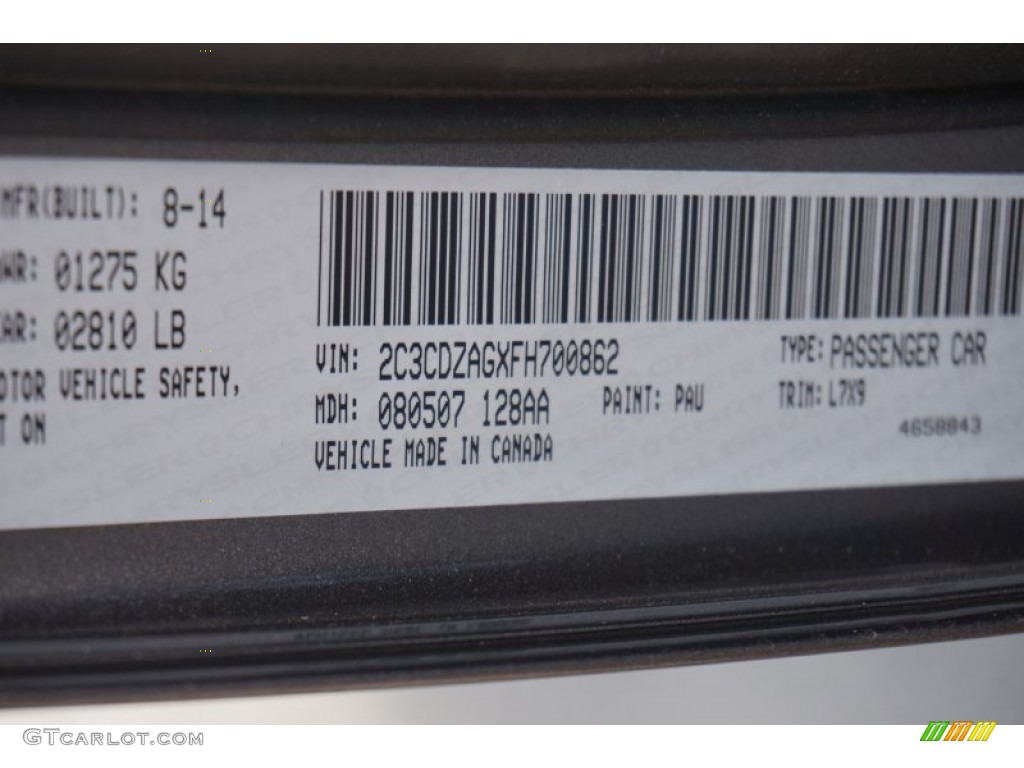 MFR(BUILT): 8-14
01275 KG
02810 LB
VEHICLE SAFETY,
ON
VIN: 2C3CDZAGXFH700862
MDH: 080507 128AA
PAINT: PAU
VEHICLE MADE IN CANADA
TYPE: PASSENGER CAR
TRIM: L7X9
4658843
GTCARLOT.COM